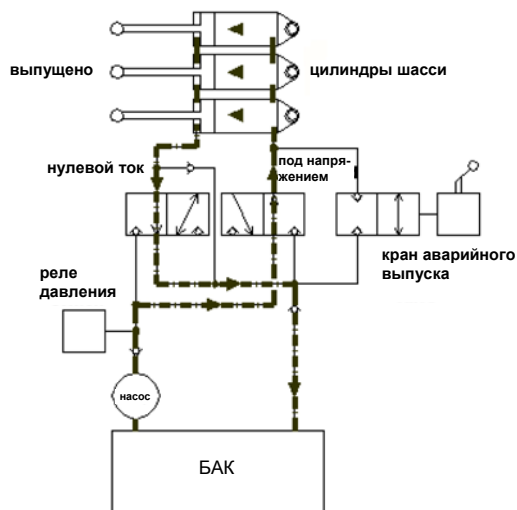 выпущено
цилиндры шасси
нулевой ток
под напря-
жением
кран аварийного
выпуска
реле
давления
насос
БАК